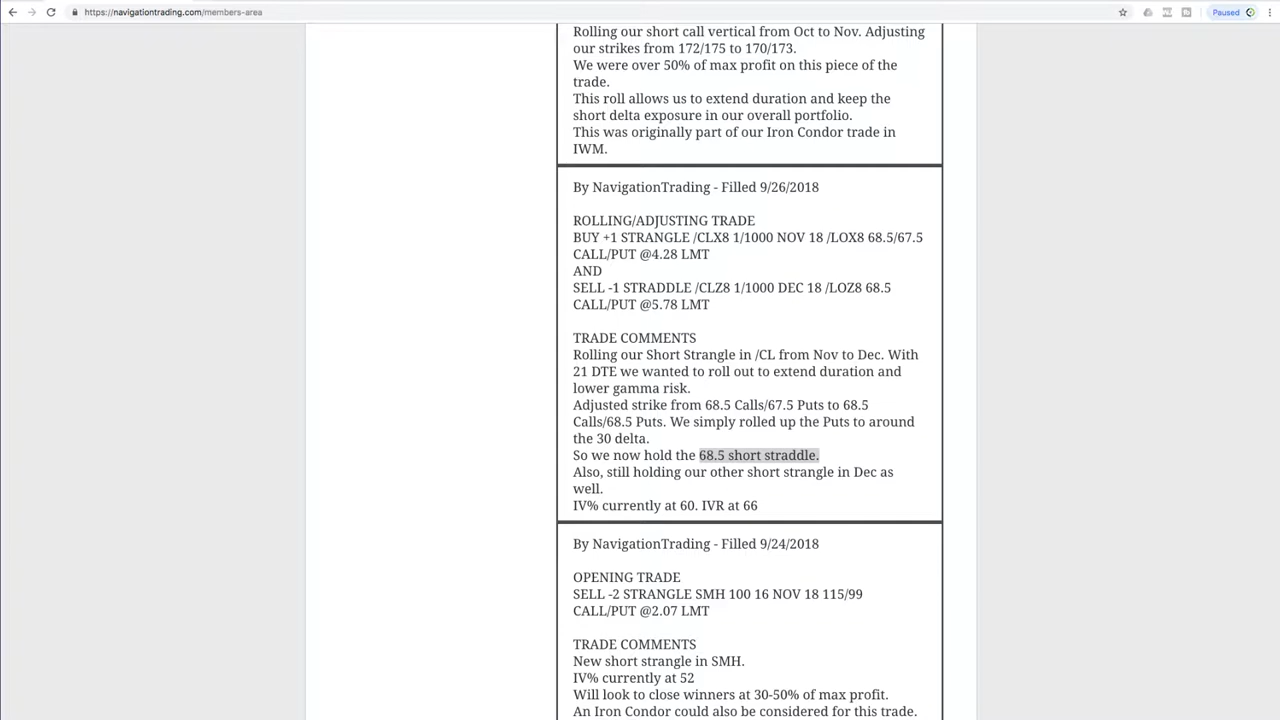 https://navigationtrading.com/members-area
Paused
Rolling our short call vertical from Oct to Nov. Adjusting
our strikes from 172/175 to 170/173.
We were over 50% of max profit on this piece of the
trade.
This roll allows us to extend duration and keep the
short delta exposure in our overall portfolio.
This was originally part of our Iron Condor trade in
IWM.
By NavigationTrading - Filled 9/26/2018
ROLLING/ADJUSTING TRADE
BUY +1 STRANGLE /CLX8 1/1000 NOV 18 /LOX8 68.5/67.5
CALL/PUT @4.28 LMT
AND
SELL -1 STRADDLE /CLZ8 1/1000 DEC 18 /LOZ8 68.5
CALL/PUT @5.78 LMT
TRADE COMMENTS
Rolling our Short Strangle in /CL from Nov to Dec. With
21 DTE we wanted to roll out to extend duration and
lower gamma risk.
Adjusted strike from 68.5 Calls/67.5 Puts to 68.5
Calls/68.5 Puts. We simply rolled up the Puts to around
the 30 delta.
So we now hold the 68.5 short straddle.
Also, still holding our other short strangle in Dec as
well.
IV% currently at 60. IVR at 66
By NavigationTrading - Filled 9/24/2018
OPENING TRADE
SELL -2 STRANGLE SMH 100 16 NOV 18 115/99
CALL/PUT @2.07 LMT
TRADE COMMENTS
New short strangle in SMH.
IV% currently at 52
Will look to close winners at 30-50% of max profit.
An Iron Condor could also be considered for this trade.